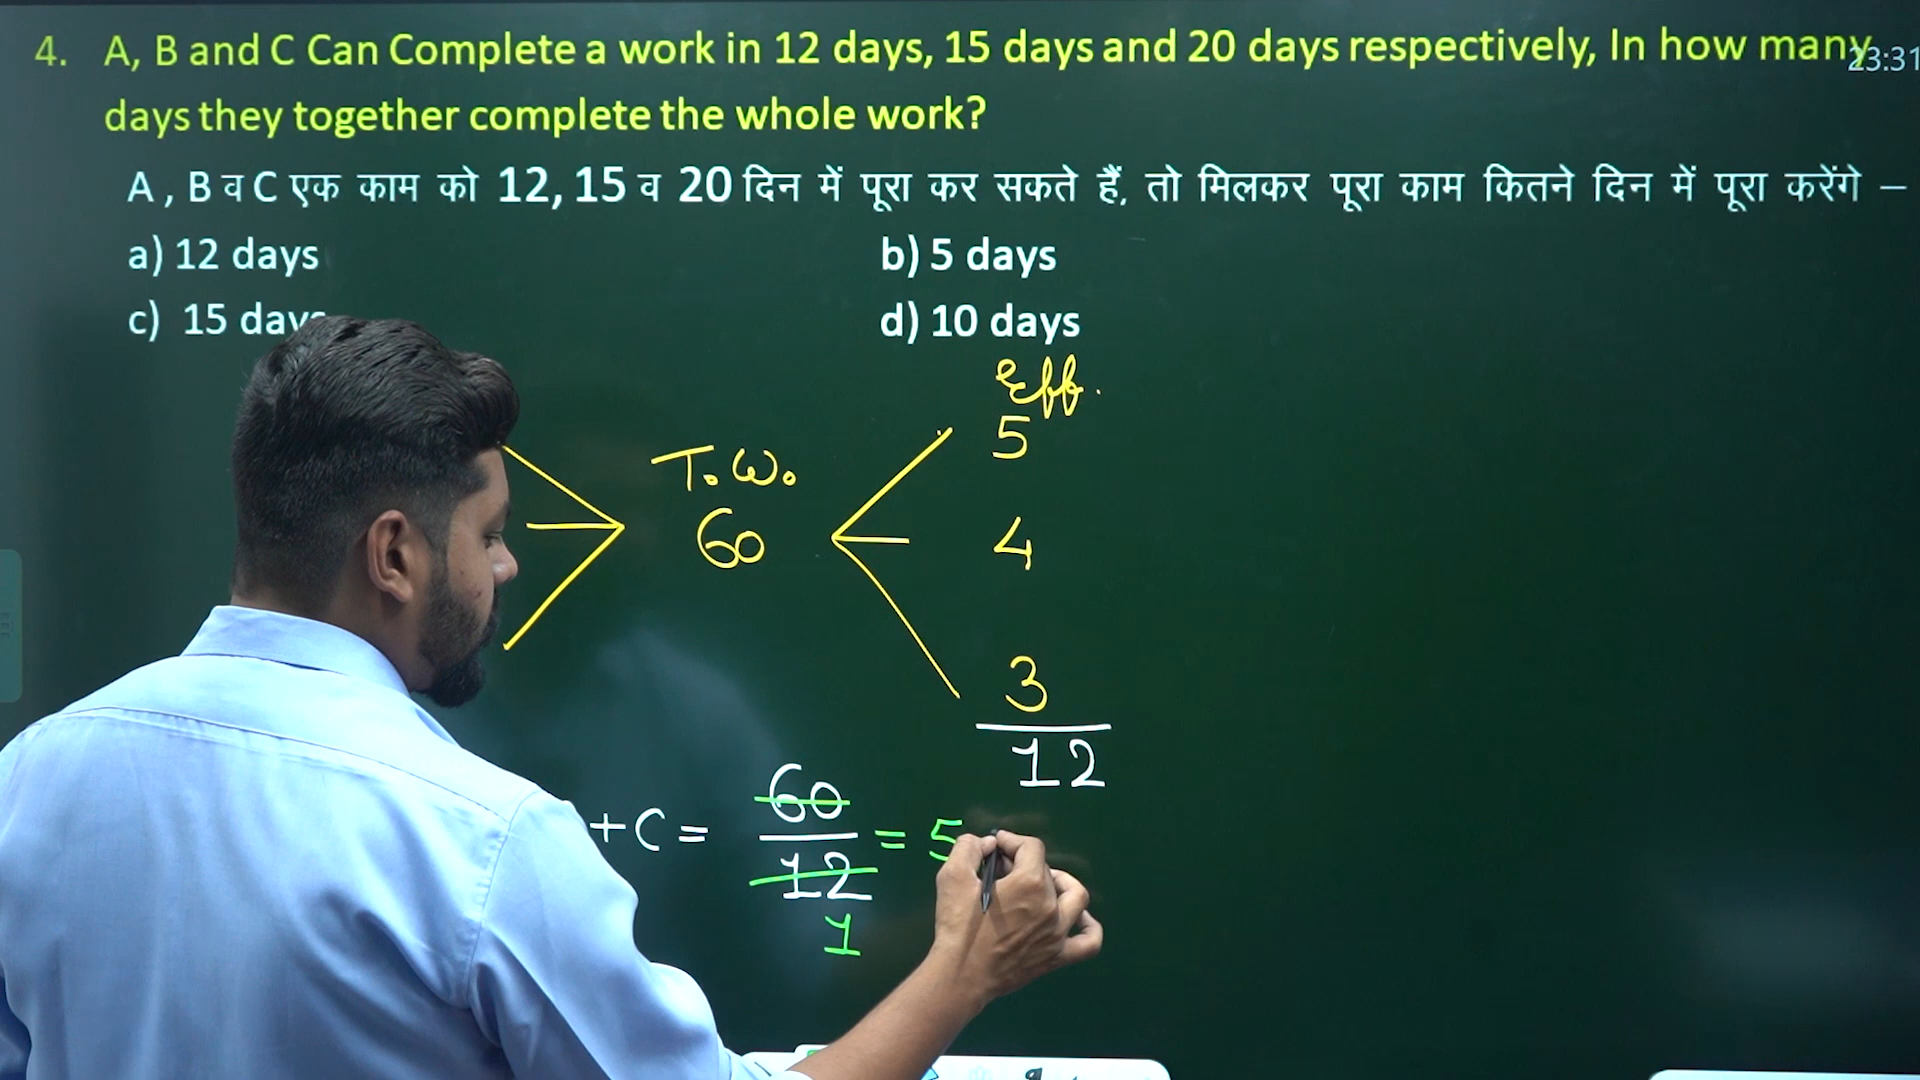 4. A, B and C Can Complete a work in 12 days, 15 days and 20 days respectively, In how many
23:31
days they together complete the whole work?
A , B व C एक काम को 12, 15 व 20 दिन में पूरा कर सकते हैं, तो मिलकर पूरा काम कितने दिन में पूरा करेंगे –
a) 12 days
b) 5 days
c) 15 days
d) 10 days
Eff.
5
T.W.
60
4
3
12
+C = 60/12 = 5
1